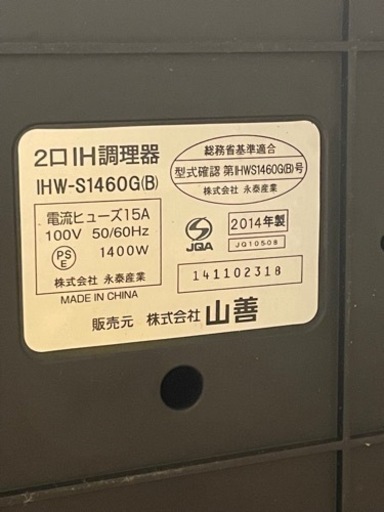 2口IH調理器
IHW-S1460G(B)
電流ヒューズ15A
100V 50/60Hz
1400W
PS
E
株式会社 永泰産業
MADE IN CHINA
総務省基準適合
型式確認 第IHWS1460G(B)号
株式会社 永泰産業
JQA
2014年製
JG10508
141102318
販売元 株式会社 山善